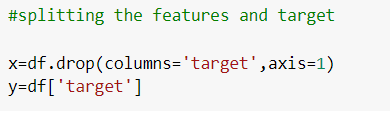 #splitting the features and target
x=df.drop(columns='target',axis=1)
y=df['target']